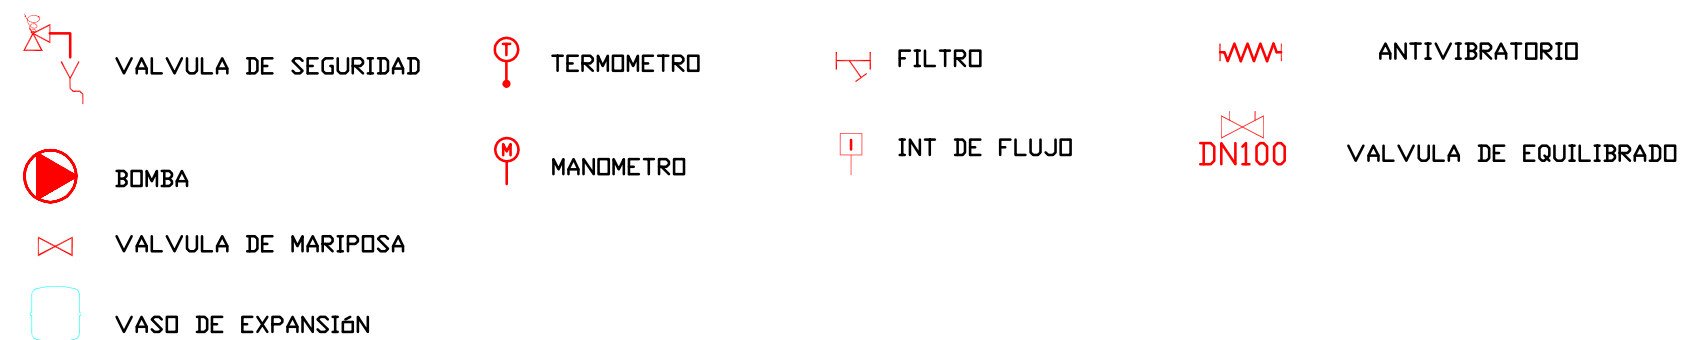 VALVULA DE SEGURIDAD
BOMBA
VALVULA DE MARIPOSA
VASO DE EXPANSIóN
T TERMOMETRO
M MANOMETRO
FILTRO
I INT DE FLUJO
ANTIVIBRATORIO
DN100 VALVULA DE EQUILIBRADO